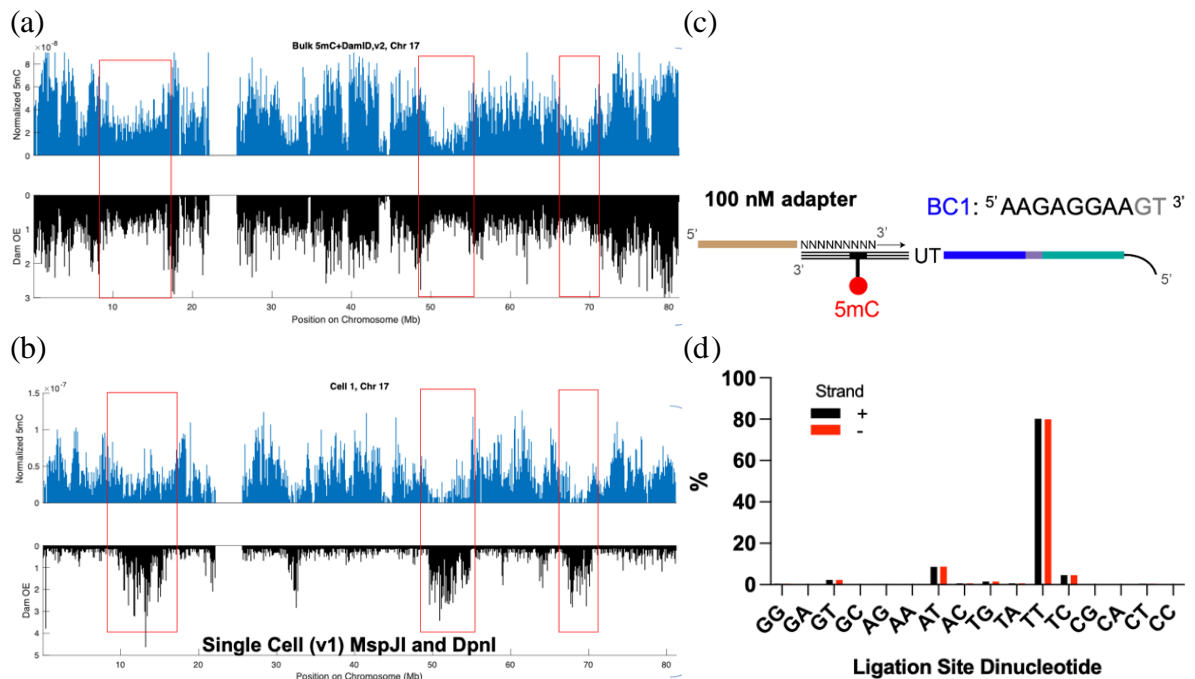 (a)
×10⁻⁸
Bulk 5mC+DamID,v2, Chr 17
Normalized 5mC
8
6
4
2
0
Dam OE
0
1
2
3
10 20 30 40 50 60 70 80
Position on Chromosome (Mb)
(b)
×10⁻⁷
Cell 1, Chr 17
Normalized 5mC
1.5
1
0.5
0
Dam OE
0
1
2
3
4
5
Single Cell (v1) MspJI and DpnI
10 20 30 40 50 60 70 80
Position on Chromosome (Mb)
(c)
100 nM adapter
BC1: 5' AAGAGGAAGT 3'
5' NNNNNNNNNN 3'
UT
3'
5mC
5'
(d)
100
80
60
40
20
0
%
Strand
+
-
GG GA GT GC AG AA AT AC TG TA TT TC CG CA CT CC
Ligation Site Dinucleotide